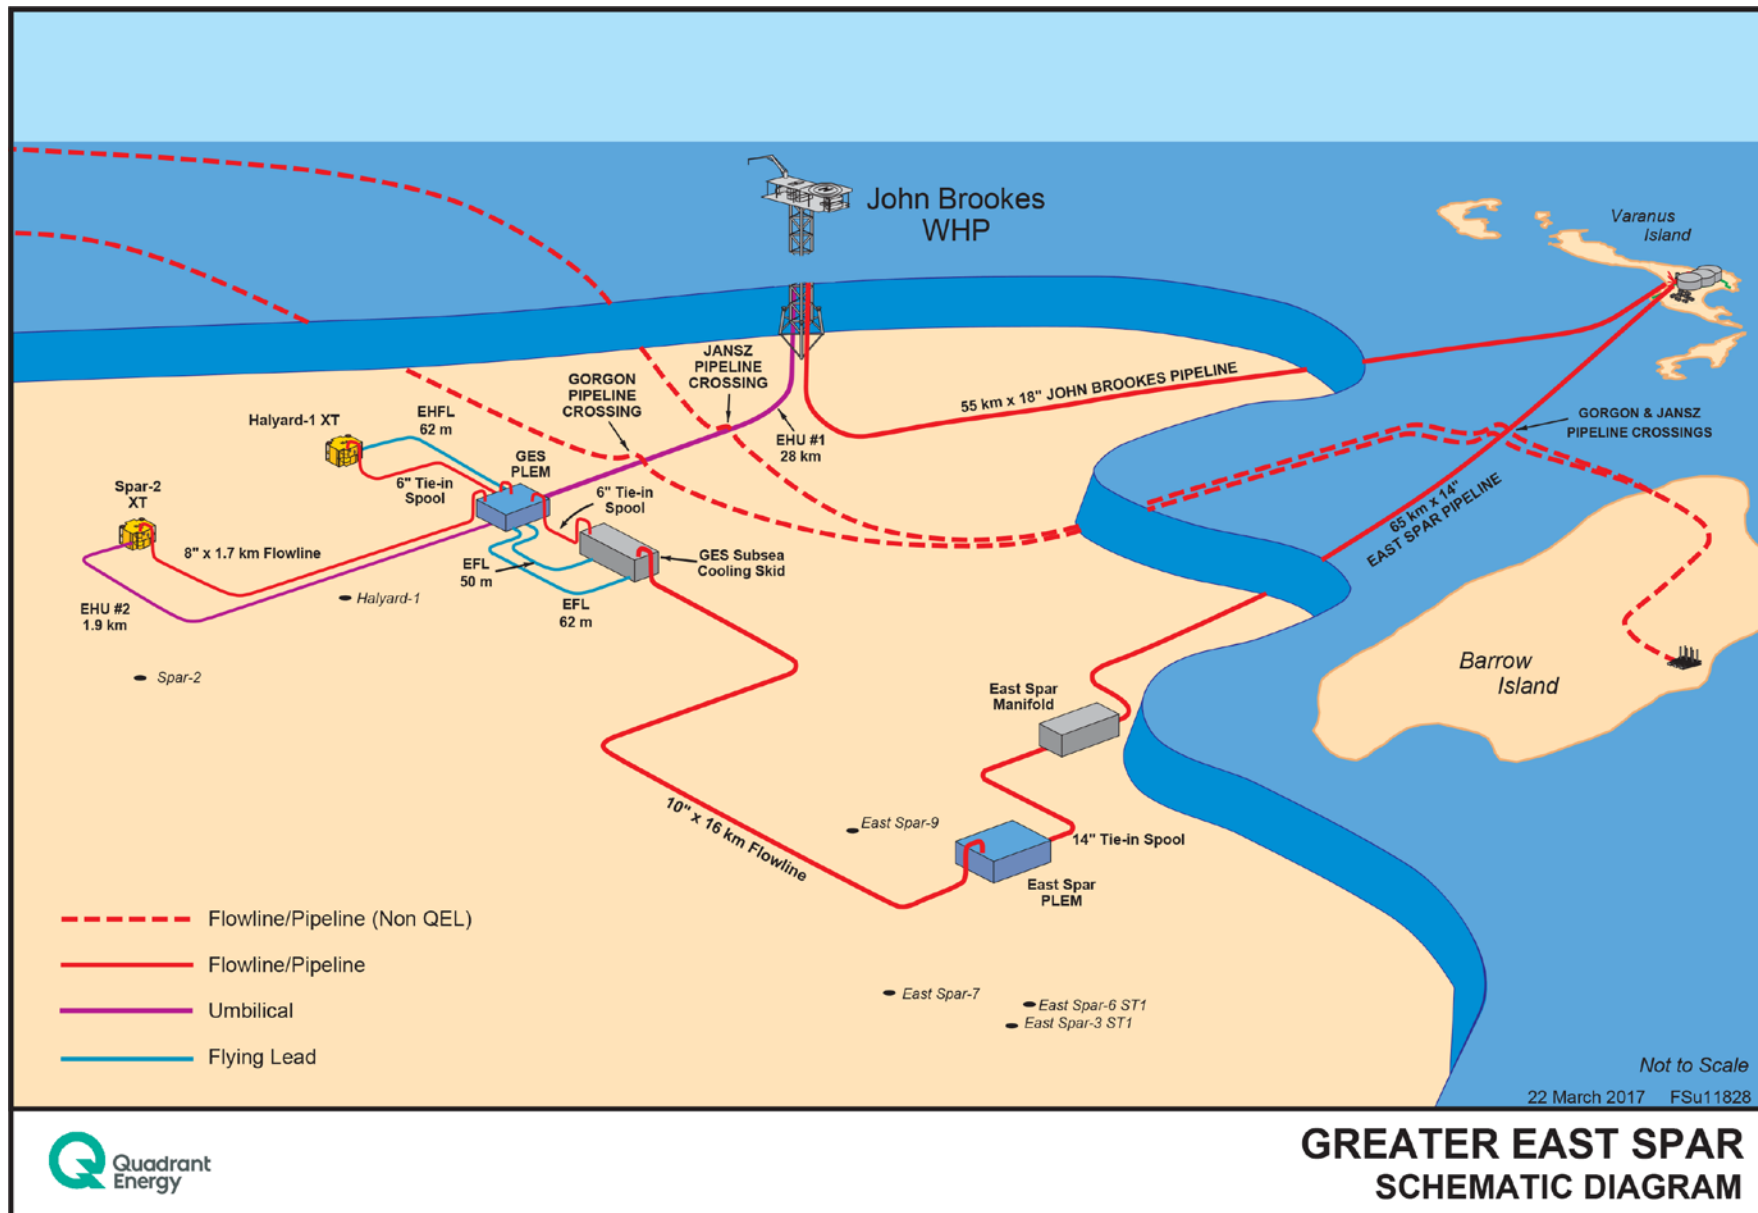 John Brookes
WHP
Varanus
Island
JANSZ
PIPELINE
CROSSING
GORGON
PIPELINE
CROSSING
55 km x 18" JOHN BROOKES PIPELINE
GORGON & JANSZ
PIPELINE CROSSINGS
EHFL
62 m
Halyard-1 XT
EHU #1
28 km
GES
PLEM
6" Tie-in
Spool
6" Tie-in
Spool
Spar-2
XT
65 km x 14"
EAST SPAR PIPELINE
8" x 1.7 km Flowline
GES Subsea
Cooling Skid
EFL
50 m
EFL
62 m
Halyard-1
EHU #2
1.9 km
Spar-2
Barrow
Island
East Spar
Manifold
10" x 16 km Flowline
East Spar-9
14" Tie-in Spool
East Spar
PLEM
Flowline/Pipeline (Non QEL)
Flowline/Pipeline
Umbilical
Flying Lead
East Spar-7
East Spar-6 ST1
East Spar-3 ST1
Not to Scale
22 March 2017 FSu11828
Quadrant
Energy
GREATER EAST SPAR
SCHEMATIC DIAGRAM